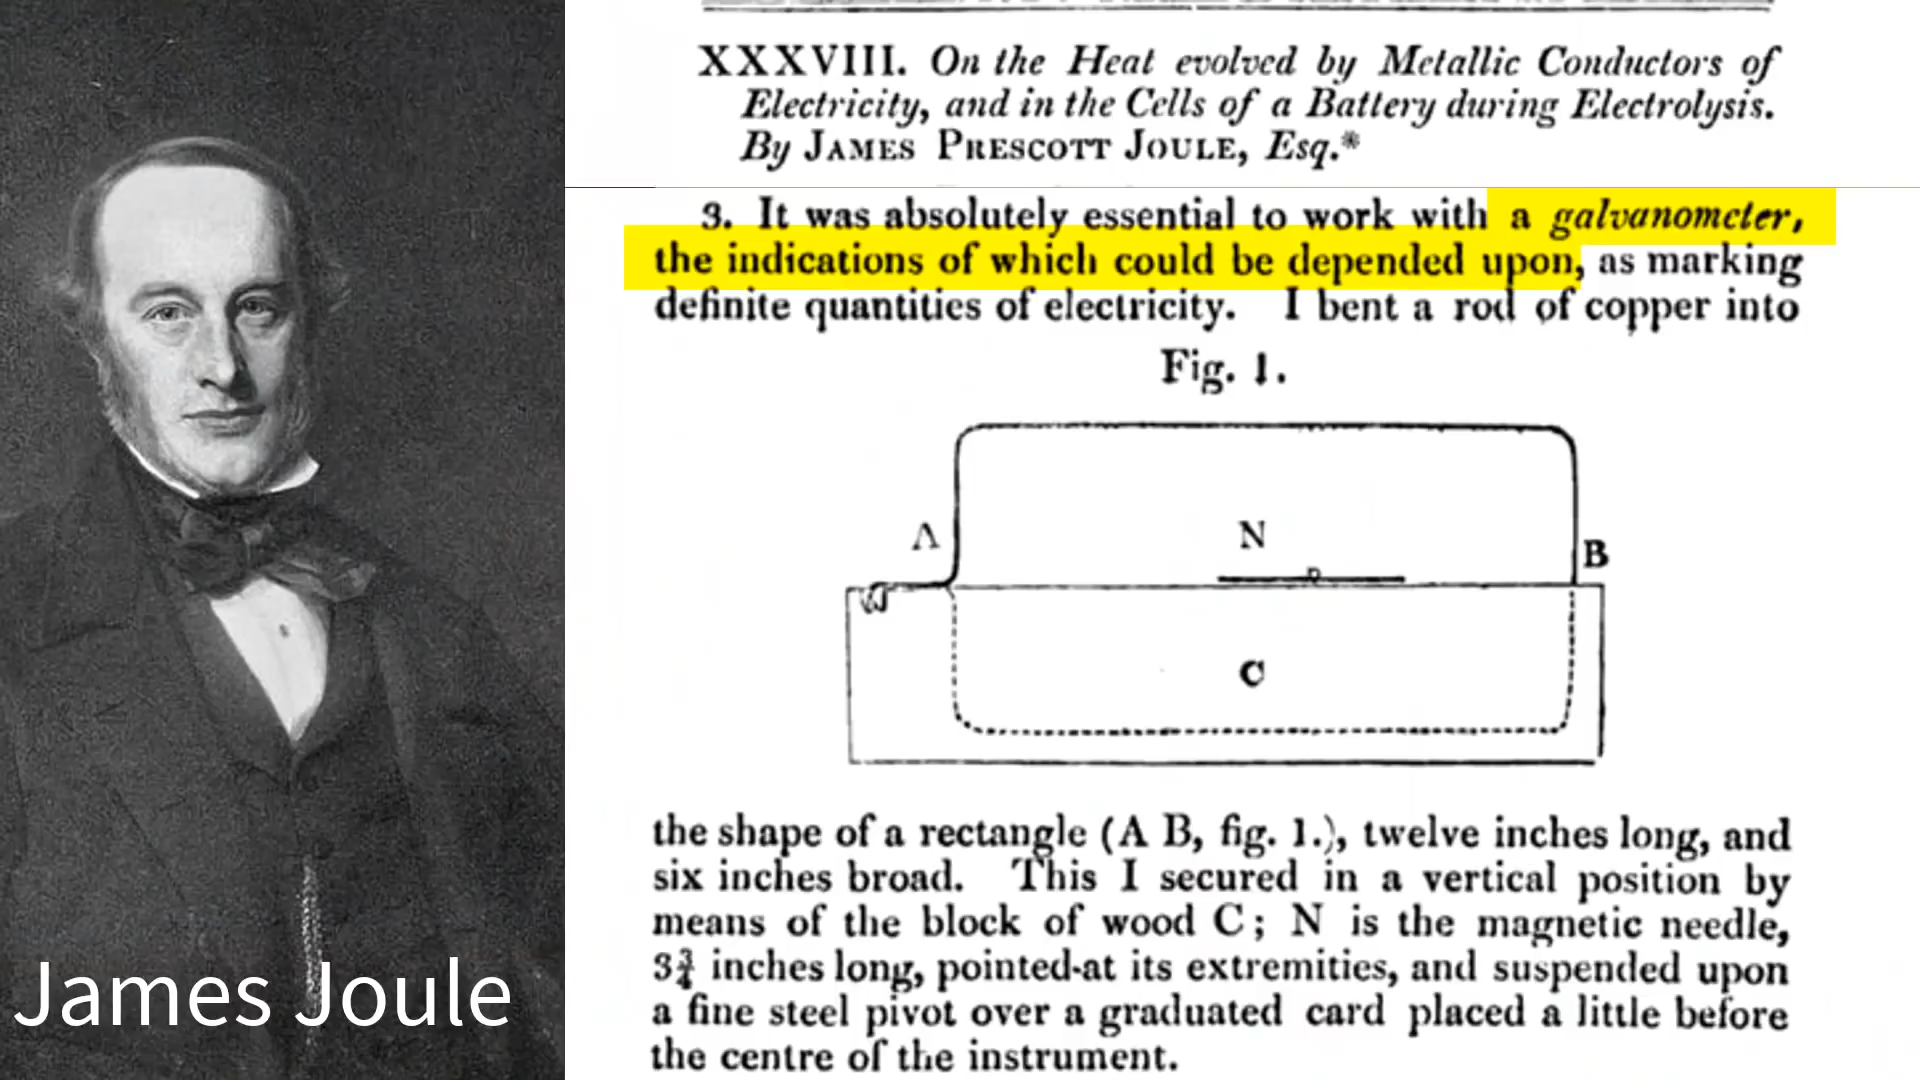 XXXVIII. On the Heat evolved by Metallic Conductors of
Electricity, and in the Cells of a Battery during Electrolysis.
By JAMES PRESCOTT JOULE, Esq.*
3. It was absolutely essential to work with a galvanometer,
the indications of which could be depended upon, as marking
definite quantities of electricity. I bent a rod of copper into
Fig. 1.
A
N
B
C
the shape of a rectangle (A B, fig. 1.), twelve inches long, and
six inches broad. This I secured in a vertical position by
means of the block of wood C; N is the magnetic needle,
3¾ inches long, pointed at its extremities, and suspended upon
a fine steel pivot over a graduated card placed a little before
the centre of the instrument.
James Joule